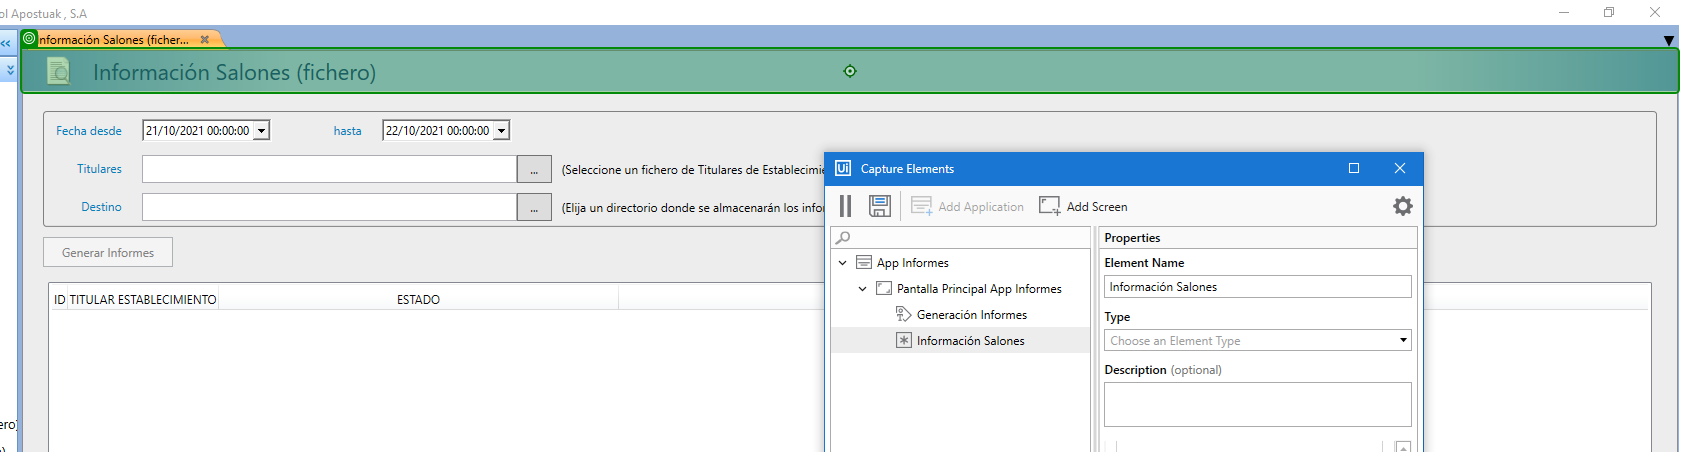 ol Apostuak , S.A
nformación Salones (ficher...
Información Salones (fichero)
Fecha desde 21/10/2021 00:00:00 hasta 22/10/2021 00:00:00
Titulares ... (Seleccione un fichero de Titulares de Establecimie
Destino ... (Elija un directorio donde se almacenarán los infor
Generar Informes
ID TITULAR ESTABLECIMIENTO ESTADO
ero)
Ui Capture Elements
Add Application Add Screen
App Informes
Pantalla Principal App Informes
Generación Informes
Información Salones
Properties
Element Name
Información Salones
Type
Choose an Element Type
Description (optional)